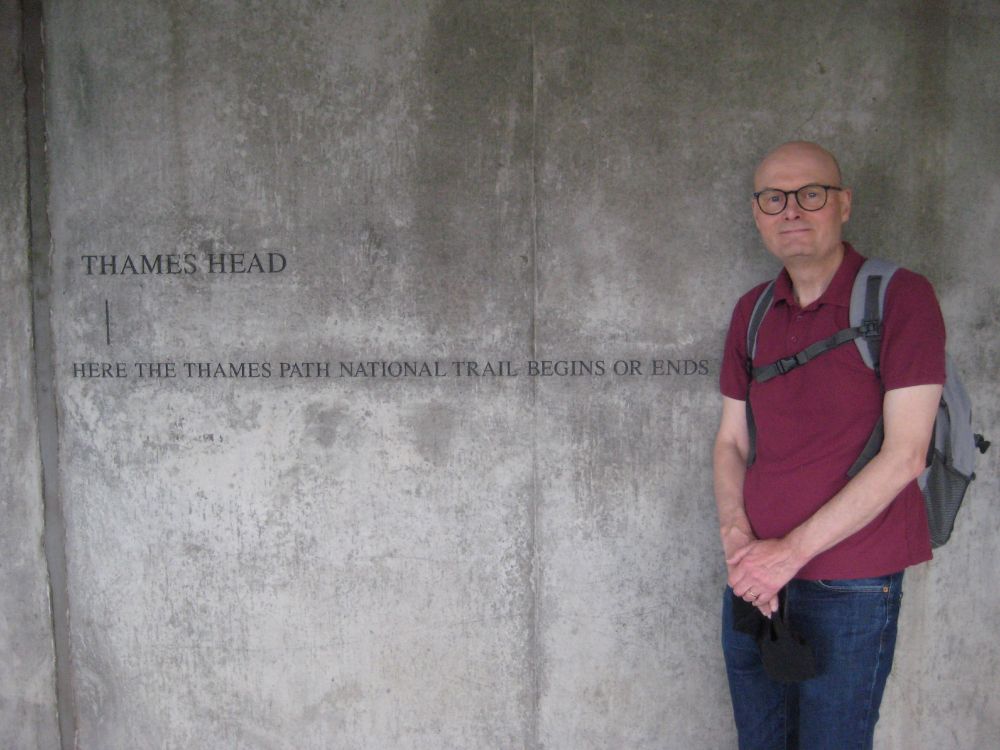 THAMES HEAD
HERE THE THAMES PATH NATIONAL TRAIL BEGINS OR ENDS